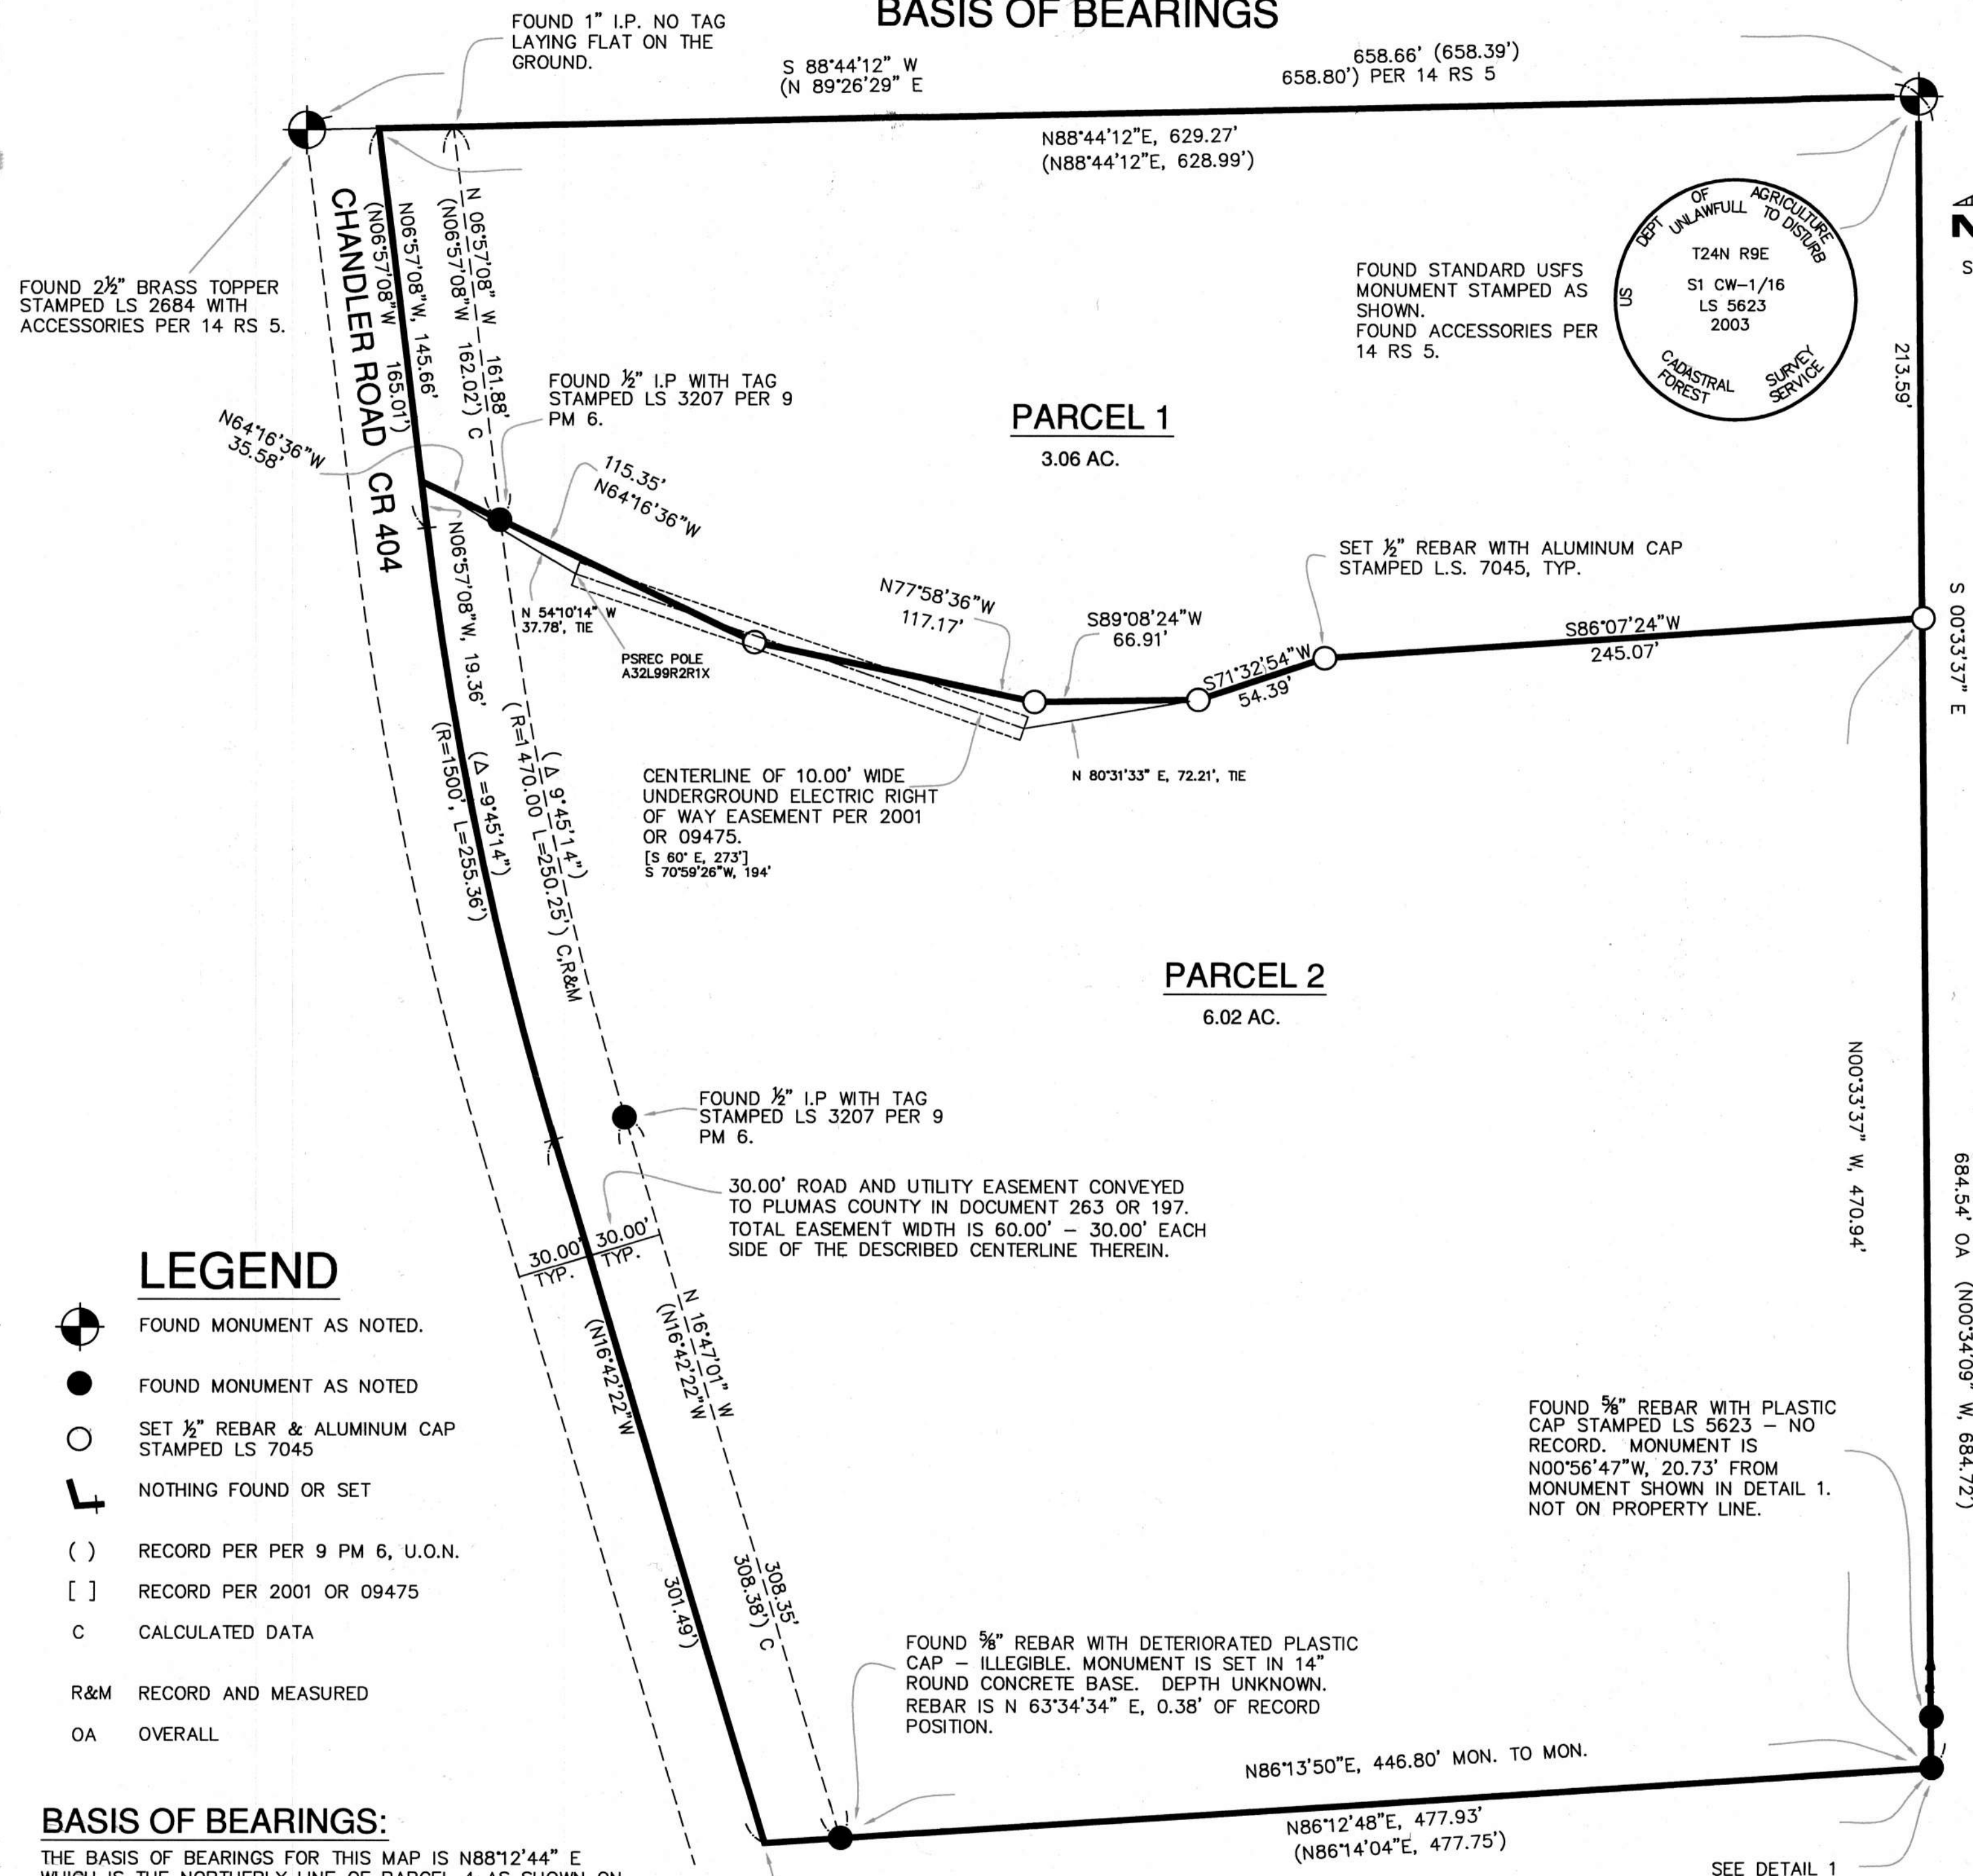 BASIS OF BEARINGS
FOUND 1" I.P. NO TAG
LAYING FLAT ON THE
GROUND.
S 88°44'12" W
(N 89°26'29" E
658.66' (658.39')
658.80') PER 14 RS 5
N88°44'12"E, 629.27'
(N88°44'12"E, 628.99')
FOUND 2½" BRASS TOPPER
STAMPED LS 2684 WITH
ACCESSORIES PER 14 RS 5.
CHANDLER ROAD CR 404
(N06°57'08"W 165.01')
N06°57'08"W, 145.66'
N 06°57'08" W 161.88'
(N06°57'08"W 162.02') C
FOUND STANDARD USFS
MONUMENT STAMPED AS
SHOWN.
FOUND ACCESSORIES PER
14 RS 5.
US DEPT OF AGRICULTURE
UNLAWFULL TO DISTURB
T24N R9E
S1 CW-1/16
LS 5623
2003
CADASTRAL SURVEY
FOREST SERVICE
N
S
213.59'
FOUND ½" I.P WITH TAG
STAMPED LS 3207 PER 9
PM 6.
PARCEL 1
3.06 AC.
N64°16'36"W
35.58'
115.35'
N64°16'36"W
SET ½" REBAR WITH ALUMINUM CAP
STAMPED L.S. 7045, TYP.
N77°58'36"W
117.17'
S89°08'24"W
66.91'
S71°32'54"W
54.39'
S86°07'24"W
245.07'
S 00°33'37" E
N06°57'08"W, 19.36'
N 54°10'14" W
37.78', TIE
PSREC POLE
A32L99R2R1X
(R=1500', L=255.36')
(Δ=9°45'14")
(R=1470.00 L=250.25') C,R&M
(Δ 9°45'14")
CENTERLINE OF 10.00' WIDE
UNDERGROUND ELECTRIC RIGHT
OF WAY EASEMENT PER 2001
OR 09475.
[S 60° E, 273']
S 70°59'26"W, 194'
N 80°31'33" E, 72.21', TIE
PARCEL 2
6.02 AC.
N00°33'37" W, 470.94'
684.54' OA (N00°34'09" W, 684.72')
FOUND ½" I.P WITH TAG
STAMPED LS 3207 PER 9
PM 6.
30.00' ROAD AND UTILITY EASEMENT CONVEYED
TO PLUMAS COUNTY IN DOCUMENT 263 OR 197.
TOTAL EASEMENT WIDTH IS 60.00' – 30.00' EACH
SIDE OF THE DESCRIBED CENTERLINE THEREIN.
30.00' 30.00'
TYP. TYP.
(N16°42'22"W 301.49')
N 16°47'01" W 308.35'
(N16°42'22"W 308.38') C
LEGEND
FOUND MONUMENT AS NOTED.
FOUND MONUMENT AS NOTED
SET ½" REBAR & ALUMINUM CAP
STAMPED LS 7045
NOTHING FOUND OR SET
( ) RECORD PER PER 9 PM 6, U.O.N.
[ ] RECORD PER 2001 OR 09475
C CALCULATED DATA
R&M RECORD AND MEASURED
OA OVERALL
FOUND ⅝" REBAR WITH PLASTIC
CAP STAMPED LS 5623 – NO
RECORD. MONUMENT IS
N00°56'47"W, 20.73' FROM
MONUMENT SHOWN IN DETAIL 1.
NOT ON PROPERTY LINE.
FOUND ⅝" REBAR WITH DETERIORATED PLASTIC
CAP – ILLEGIBLE. MONUMENT IS SET IN 14"
ROUND CONCRETE BASE. DEPTH UNKNOWN.
REBAR IS N 63°34'34" E, 0.38' OF RECORD
POSITION.
N86°13'50"E, 446.80' MON. TO MON.
N86°12'48"E, 477.93'
(N86°14'04"E, 477.75')
SEE DETAIL 1
BASIS OF BEARINGS:
THE BASIS OF BEARINGS FOR THIS MAP IS N88°12'44" E
WHICH IS THE NORTHERLY LINE OF PARCEL 4 AS SHOWN ON